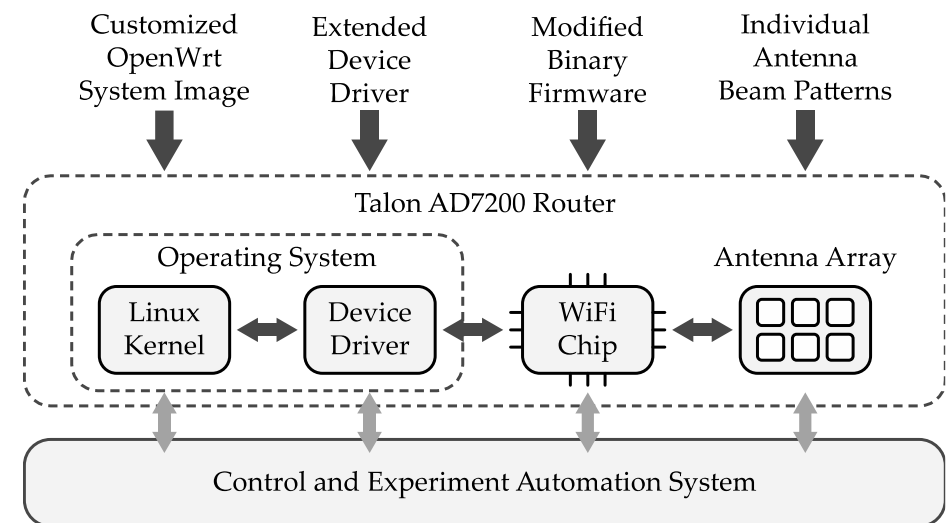 Customized
OpenWrt
System Image
Extended
Device
Driver
Modified
Binary
Firmware
Individual
Antenna
Beam Patterns
Talon AD7200 Router
Operating System
Antenna Array
Linux
Kernel
Device
Driver
WiFi
Chip
Control and Experiment Automation System